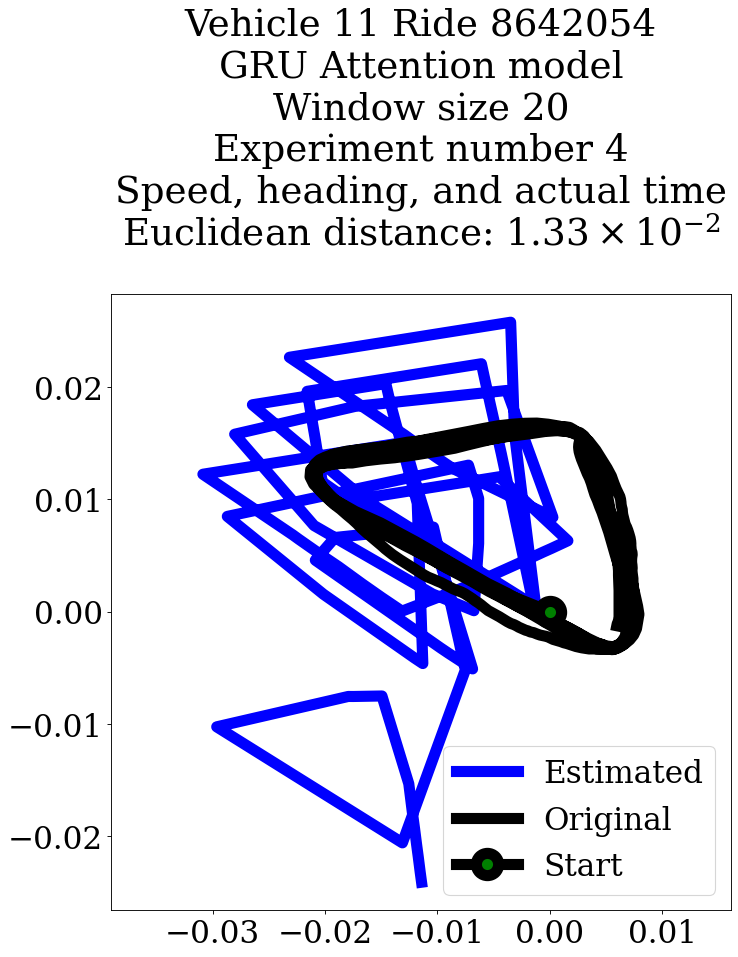 Vehicle 11 Ride 8642054
GRU Attention model
Window size 20
Experiment number 4
Speed, heading, and actual time
Euclidean distance: 1.33 × 10⁻²
0.02
0.01
0.00
−0.01
−0.02
Estimated
Original
Start
−0.03 −0.02 −0.01 0.00 0.01